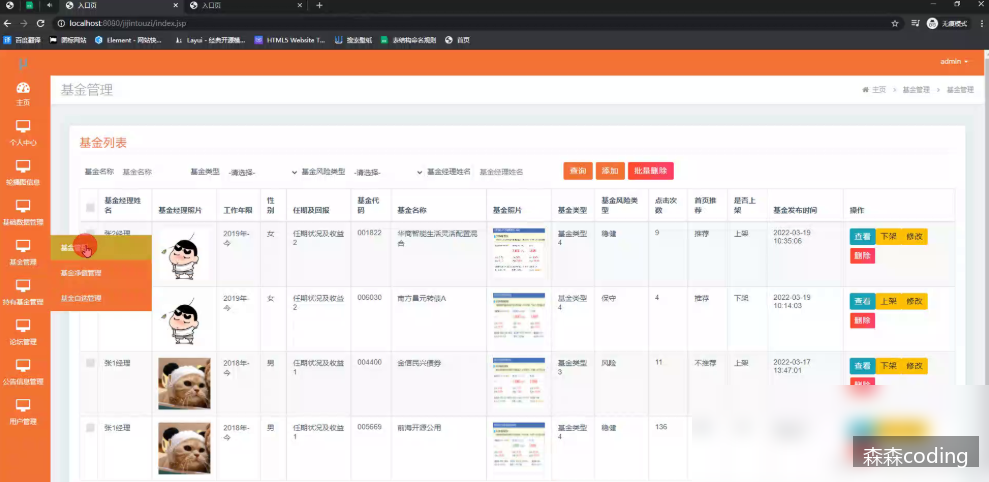 入口页
入口页
localhost:8080/jijintouzi/index.jsp
无痕模式
百度翻译
图标网站
Element - 网站快...
Layui - 经典开源模...
HTML5 Website T...
搜索壁纸
系统构命名规则
首页
admin
主页
个人中心
轮播图信息
基础数据管理
基金管理
持有基金管理
论坛管理
公告信息管理
用户管理
基金净值管理
基金自选管理
基金管理
主页 > 基金管理 > 基金管理
基金列表
基金名称 基金名称 基金类型 -请选择- 基金风险类型 -请选择- 基金经理姓名 基金经理姓名 查询 添加 批量删除
基金经理姓名 基金经理照片 工作年限 性别 任期及回报 基金代码 基金名称 基金照片 基金类型 基金风险类型 点击次数 首页推荐 是否上架 基金发布时间 操作
张2经理 2019年-今 女 任期状况及收益2 001822 华商智能生活灵活配置混合 基金类型4 稳健 9 推荐 上架 2022-03-19 10:35:06 查看 下架 修改 删除
2019年-今 女 任期状况及收益2 006030 南方昌元转债A 基金类型4 保守 4 推荐 下架 2022-03-19 10:14:03 查看 上架 修改 删除
张1经理 2018年-今 男 任期状况及收益1 004400 金信民兴债券 基金类型3 风险 11 不推荐 上架 2022-03-17 13:47:01 查看 下架 修改
张1经理 2018年-今 男 任期状况及收益1 005669 前海开源公用 基金类型4 稳健 136
森森coding